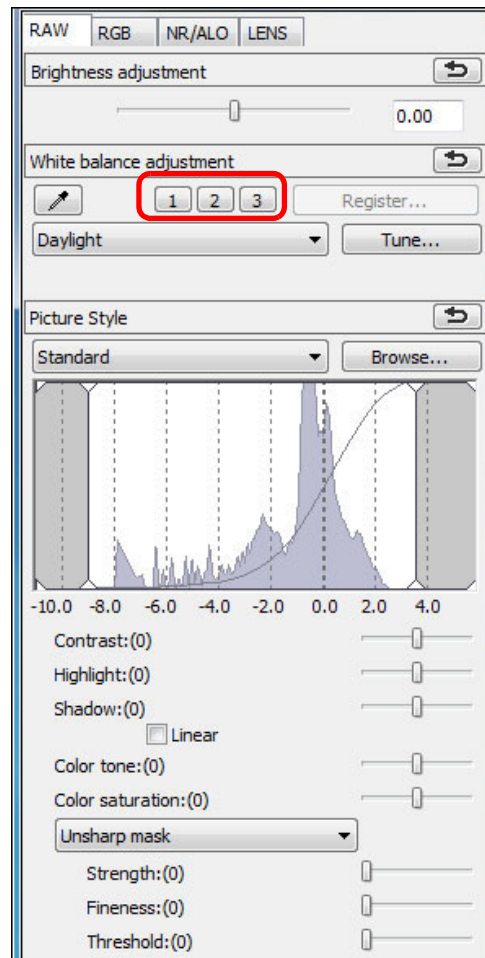 RAW RGB NR/ALO LENS
Brightness adjustment
0.00
White balance adjustment
1 2 3 Register...
Daylight Tune...
Picture Style
Standard Browse...
-10.0 -8.0 -6.0 -4.0 -2.0 0.0 2.0 4.0
Contrast:(0)
Highlight:(0)
Shadow:(0)
Linear
Color tone:(0)
Color saturation:(0)
Unsharp mask
Strength:(0)
Fineness:(0)
Threshold:(0)